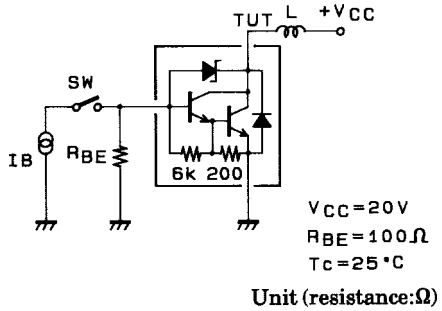 TUT L +VCC
SW
IB
RBE
6k 200
VCC=20V
RBE=100Ω
Tc=25°C
Unit (resistance:Ω)